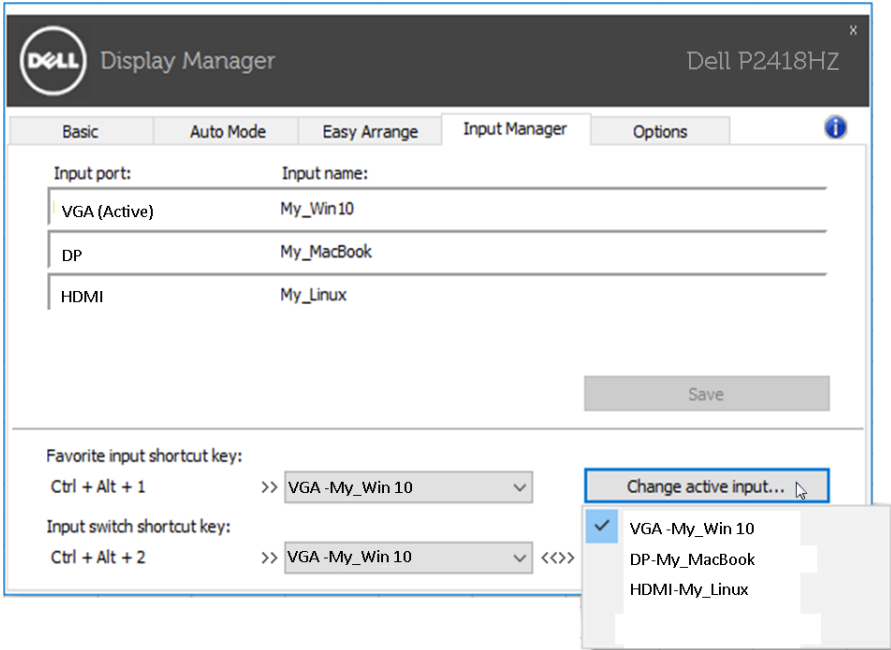 DELL Display Manager Dell P2418HZ
x
Basic Auto Mode Easy Arrange Input Manager Options i
Input port: Input name:
VGA (Active) My_Win10
DP My_MacBook
HDMI My_Linux
Save
Favorite input shortcut key:
Ctrl + Alt + 1 >> VGA -My_Win 10 Change active input...
Input switch shortcut key:
Ctrl + Alt + 2 >> VGA -My_Win 10 <<>>
VGA -My_Win 10
DP-My_MacBook
HDMI-My_Linux